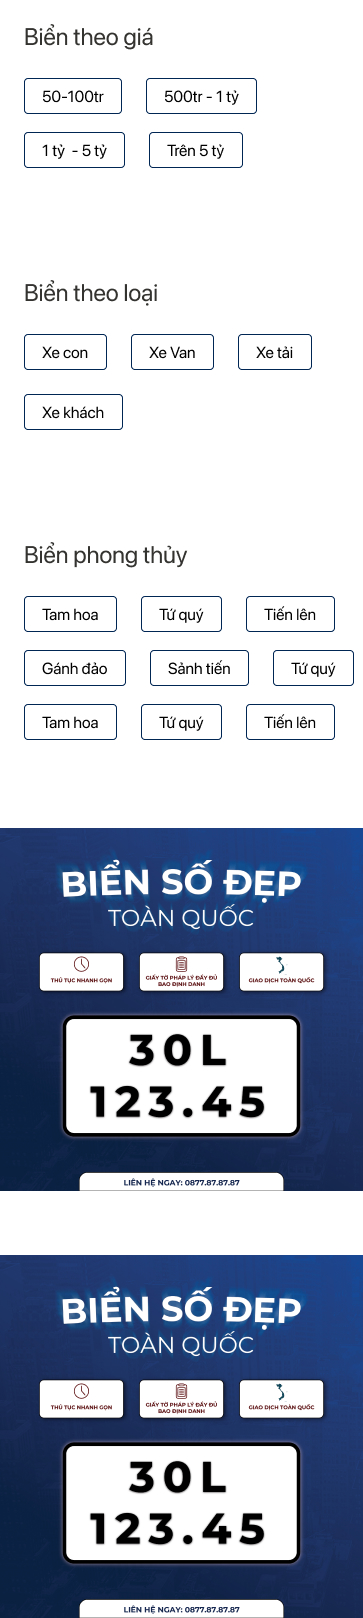 Biển theo giá
50-100tr
500tr - 1 tỷ
1 tỷ - 5 tỷ
Trên 5 tỷ
Biển theo loại
Xe con
Xe Van
Xe tải
Xe khách
Biển phong thủy
Tam hoa
Tứ quý
Tiến lên
Gánh đảo
Sảnh tiến
Tứ quý
Tam hoa
Tứ quý
Tiến lên
BIỂN SỐ ĐẸP
TOÀN QUỐC
THỦ TỤC NHANH GỌN
GIẤY TỜ PHÁP LÝ ĐẦY ĐỦ
BAO ĐỊNH DANH
GIAO DỊCH TOÀN QUỐC
30L
123.45
LIÊN HỆ NGAY: 0877.87.87.87
BIỂN SỐ ĐẸP
TOÀN QUỐC
THỦ TỤC NHANH GỌN
GIẤY TỜ PHÁP LÝ ĐẦY ĐỦ
BAO ĐỊNH DANH
GIAO DỊCH TOÀN QUỐC
30L
123.45
LIÊN HỆ NGAY: 0877.87.87.87